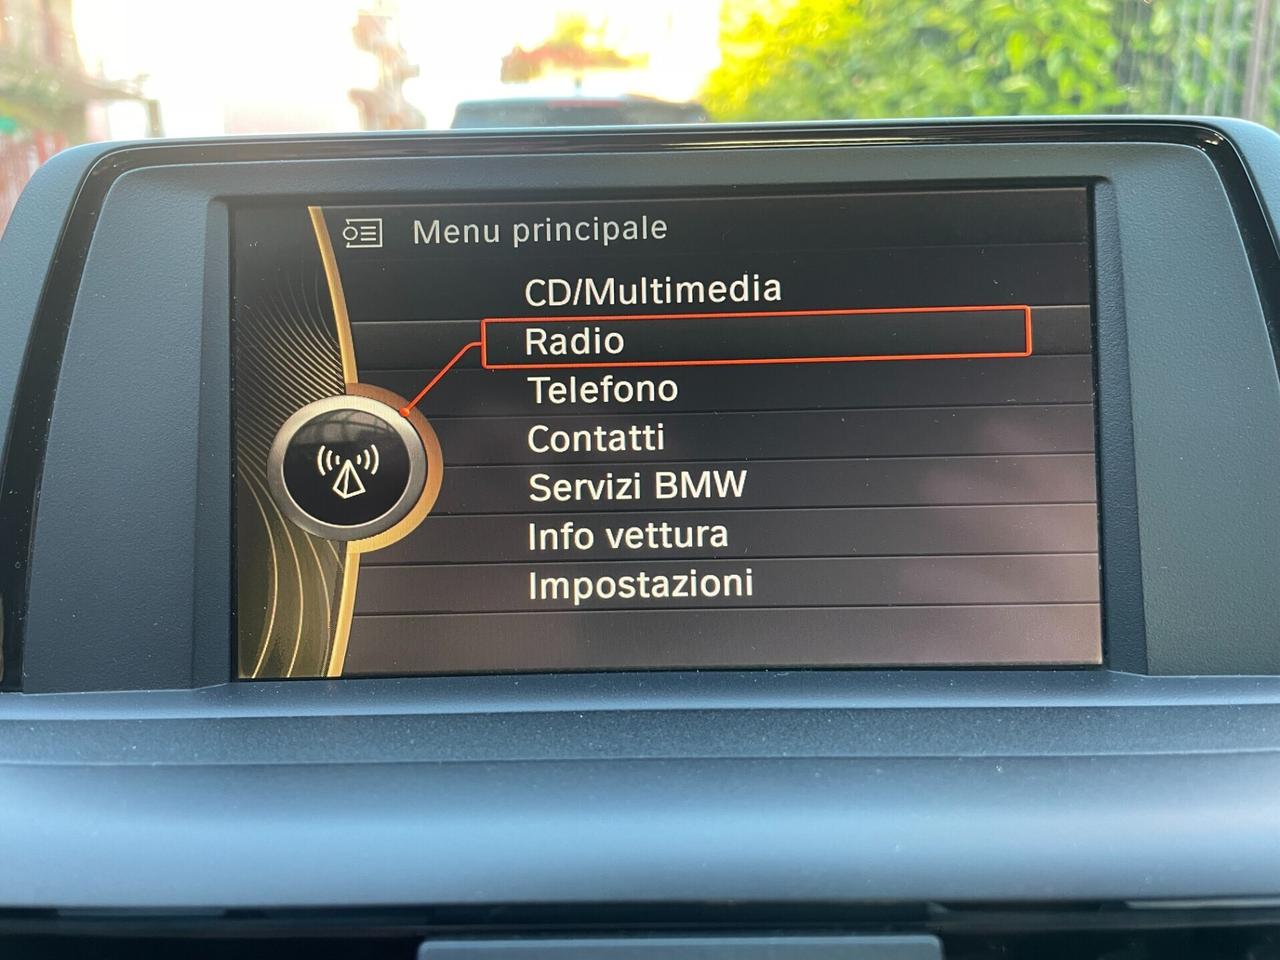 Menu principale
CD/Multimedia
Radio
Telefono
Contatti
Servizi BMW
Info vettura
Impostazioni